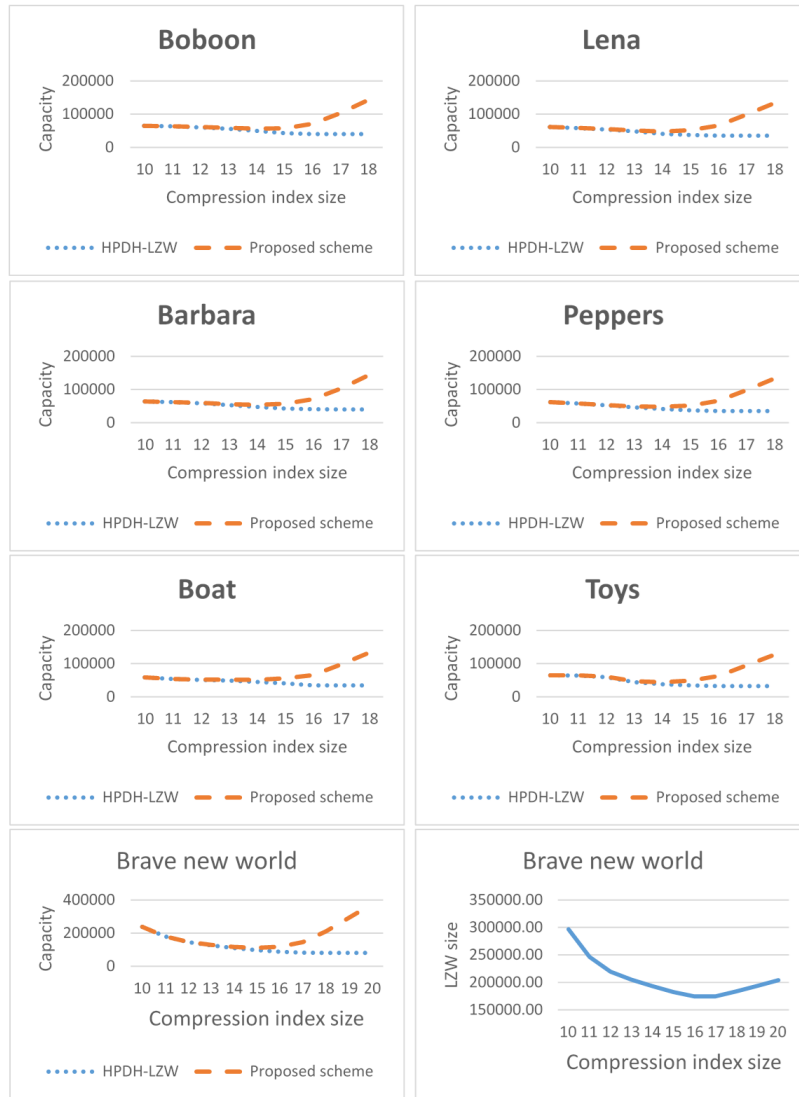 Boboon
200000
100000
0
Capacity
10 11 12 13 14 15 16 17 18
Compression index size
HPDH-LZW Proposed scheme
Lena
200000
100000
0
Capacity
10 11 12 13 14 15 16 17 18
Compression index size
HPDH-LZW Proposed scheme
Barbara
200000
100000
0
Capacity
10 11 12 13 14 15 16 17 18
Compression index size
HPDH-LZW Proposed scheme
Peppers
200000
100000
0
Capacity
10 11 12 13 14 15 16 17 18
Compression index size
HPDH-LZW Proposed scheme
Boat
200000
100000
0
Capacity
10 11 12 13 14 15 16 17 18
Compression index size
HPDH-LZW Proposed scheme
Toys
200000
100000
0
Capacity
10 11 12 13 14 15 16 17 18
Compression index size
HPDH-LZW Proposed scheme
Brave new world
400000
200000
0
Capacity
10 11 12 13 14 15 16 17 18 19 20
Compression index size
HPDH-LZW Proposed scheme
Brave new world
350000.00
300000.00
250000.00
200000.00
150000.00
LZW size
10 11 12 13 14 15 16 17 18 19 20
Compression index size